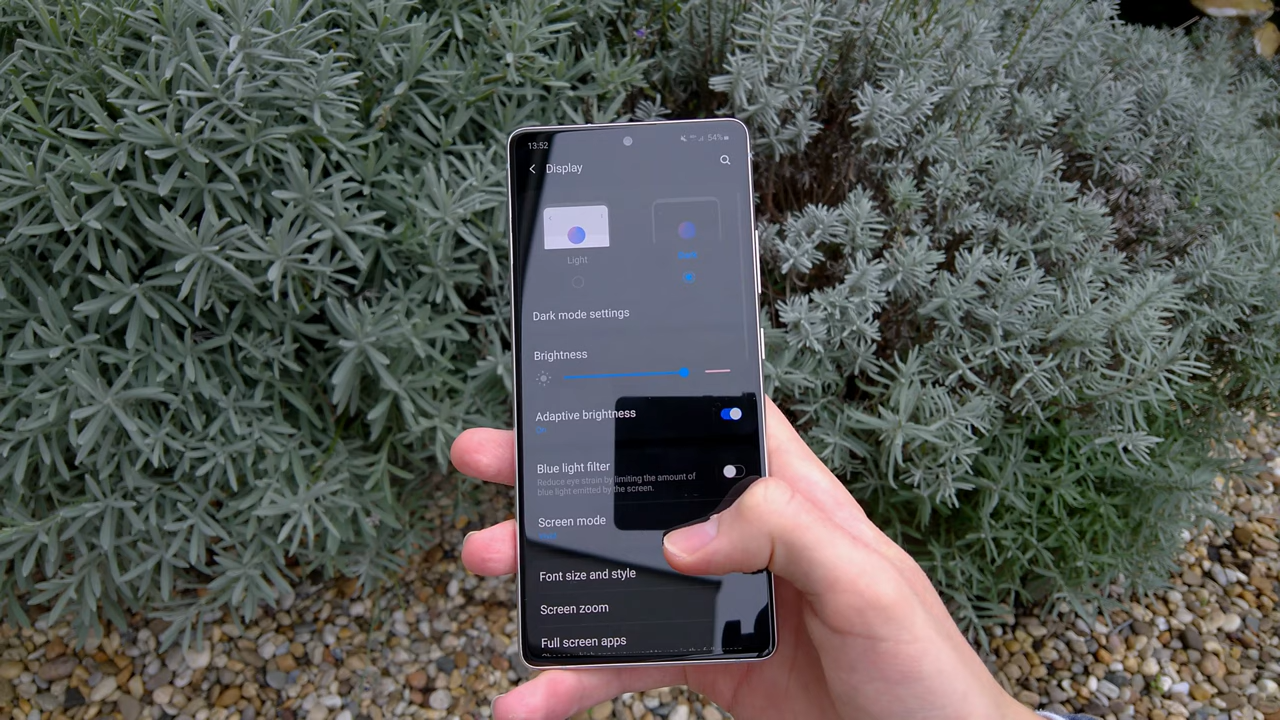 13:52
54%
Display
Light
Dark mode settings
Brightness
Adaptive brightness
On
Blue light filter
Reduce eye strain by limiting the amount of
blue light emitted by the screen.
Screen mode
Font size and style
Screen zoom
Full screen apps